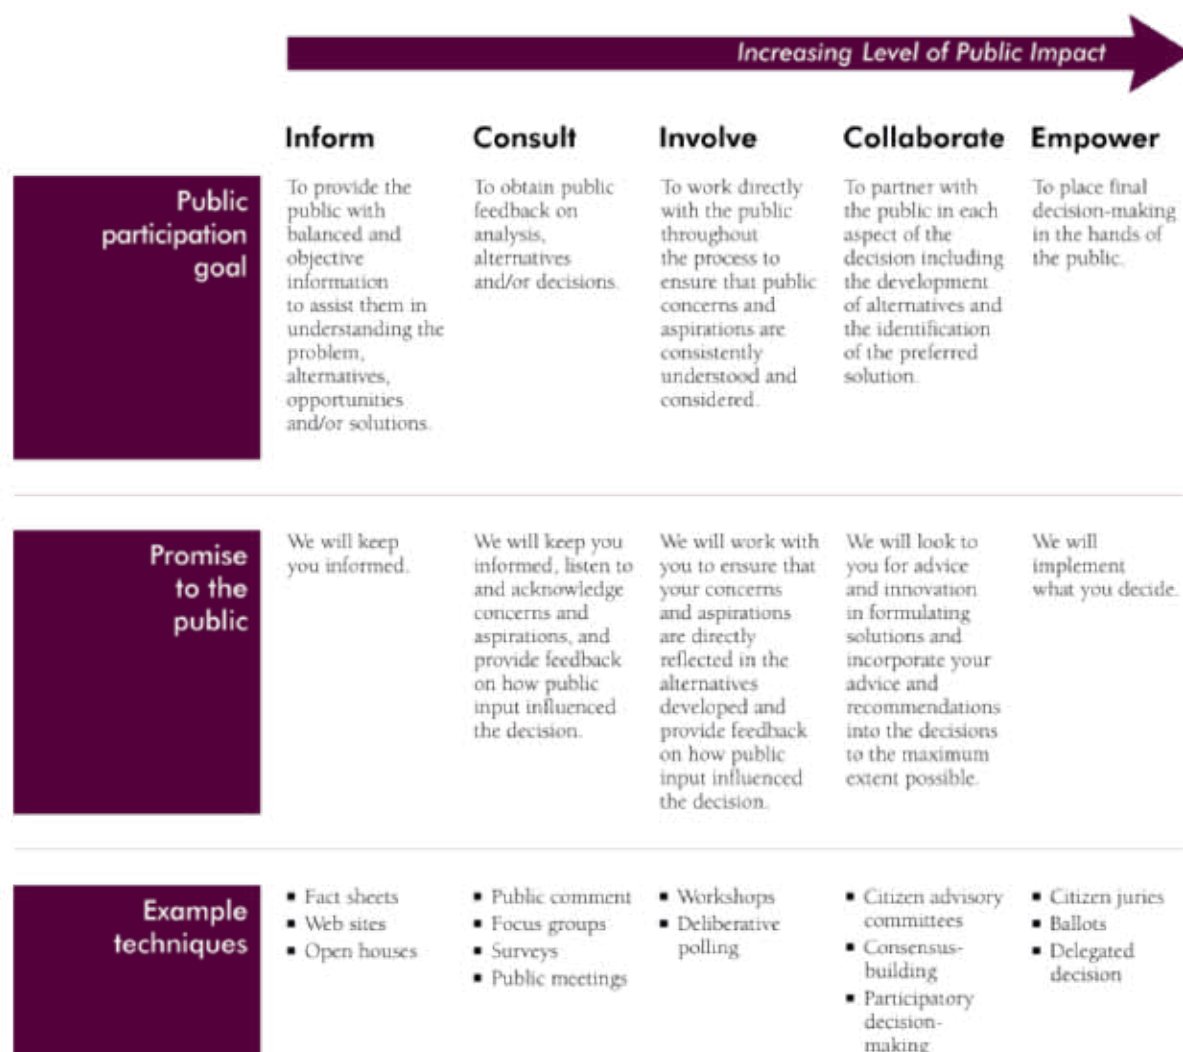 Increasing Level of Public Impact
Inform
Consult
Involve
Collaborate
Empower
Public
participation
goal
To provide the
public with
balanced and
objective
information
to assist them in
understanding the
problem,
alternatives,
opportunities
and/or solutions.
To obtain public
feedback on
analysis,
alternatives
and/or decisions.
To work directly
with the public
throughout
the process to
ensure that public
concerns and
aspirations are
consistently
understood and
considered.
To partner with
the public in each
aspect of the
decision including
the development
of alternatives and
the identification
of the preferred
solution.
To place final
decision-making
in the hands of
the public.
Promise
to the
public
We will keep
you informed.
We will keep you
informed, listen to
and acknowledge
concerns and
aspirations, and
provide feedback
on how public
input influenced
the decision.
We will work with
you to ensure that
your concerns
and aspirations
are directly
reflected in the
alternatives
developed and
provide feedback
on how public
input influenced
the decision.
We will look to
you for advice
and innovation
in formulating
solutions and
incorporate your
advice and
recommendations
into the decisions
to the maximum
extent possible.
We will
implement
what you decide.
Example
techniques
▪ Fact sheets
▪ Web sites
▪ Open houses
▪ Public comment
▪ Focus groups
▪ Surveys
▪ Public meetings
▪ Workshops
▪ Deliberative
polling
▪ Citizen advisory
committees
▪ Consensus-
building
▪ Participatory
decision-
making
▪ Citizen juries
▪ Ballots
▪ Delegated
decision